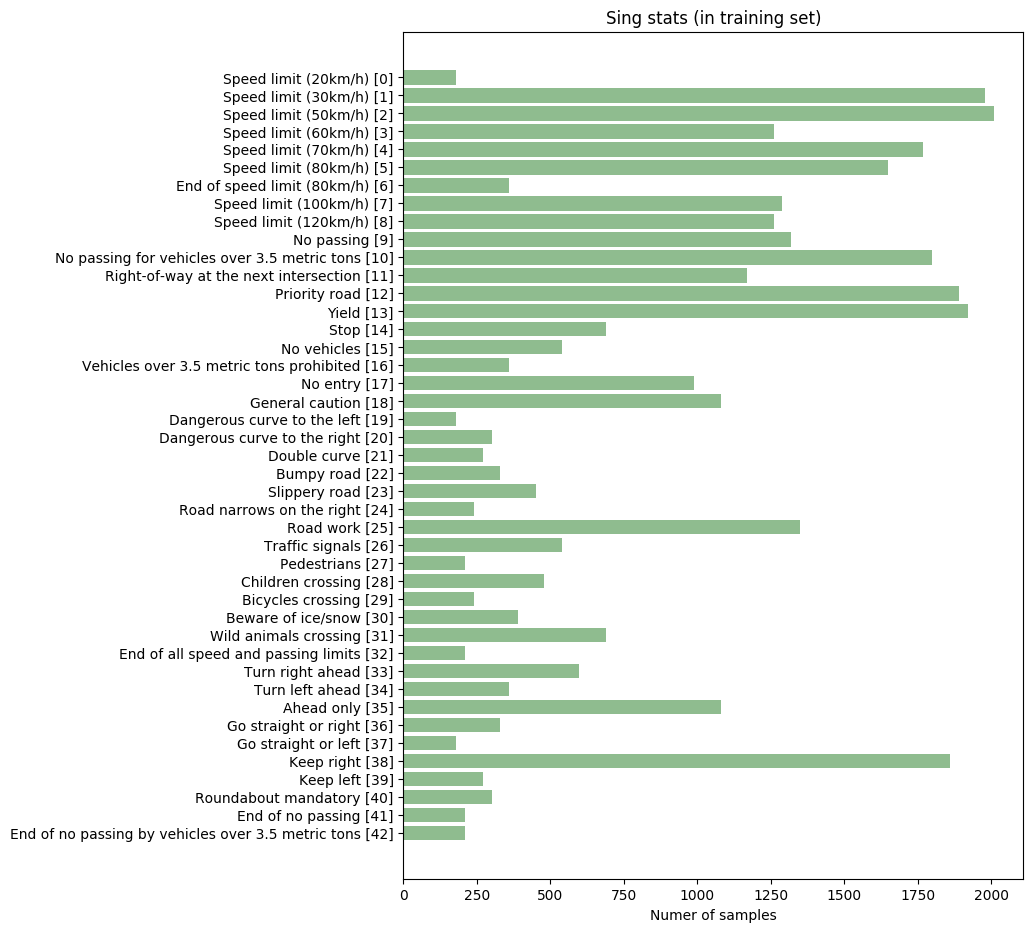 Sing stats (in training set)
Speed limit (20km/h) [0]
Speed limit (30km/h) [1]
Speed limit (50km/h) [2]
Speed limit (60km/h) [3]
Speed limit (70km/h) [4]
Speed limit (80km/h) [5]
End of speed limit (80km/h) [6]
Speed limit (100km/h) [7]
Speed limit (120km/h) [8]
No passing [9]
No passing for vehicles over 3.5 metric tons [10]
Right-of-way at the next intersection [11]
Priority road [12]
Yield [13]
Stop [14]
No vehicles [15]
Vehicles over 3.5 metric tons prohibited [16]
No entry [17]
General caution [18]
Dangerous curve to the left [19]
Dangerous curve to the right [20]
Double curve [21]
Bumpy road [22]
Slippery road [23]
Road narrows on the right [24]
Road work [25]
Traffic signals [26]
Pedestrians [27]
Children crossing [28]
Bicycles crossing [29]
Beware of ice/snow [30]
Wild animals crossing [31]
End of all speed and passing limits [32]
Turn right ahead [33]
Turn left ahead [34]
Ahead only [35]
Go straight or right [36]
Go straight or left [37]
Keep right [38]
Keep left [39]
Roundabout mandatory [40]
End of no passing [41]
End of no passing by vehicles over 3.5 metric tons [42]
0 250 500 750 1000 1250 1500 1750 2000
Numer of samples